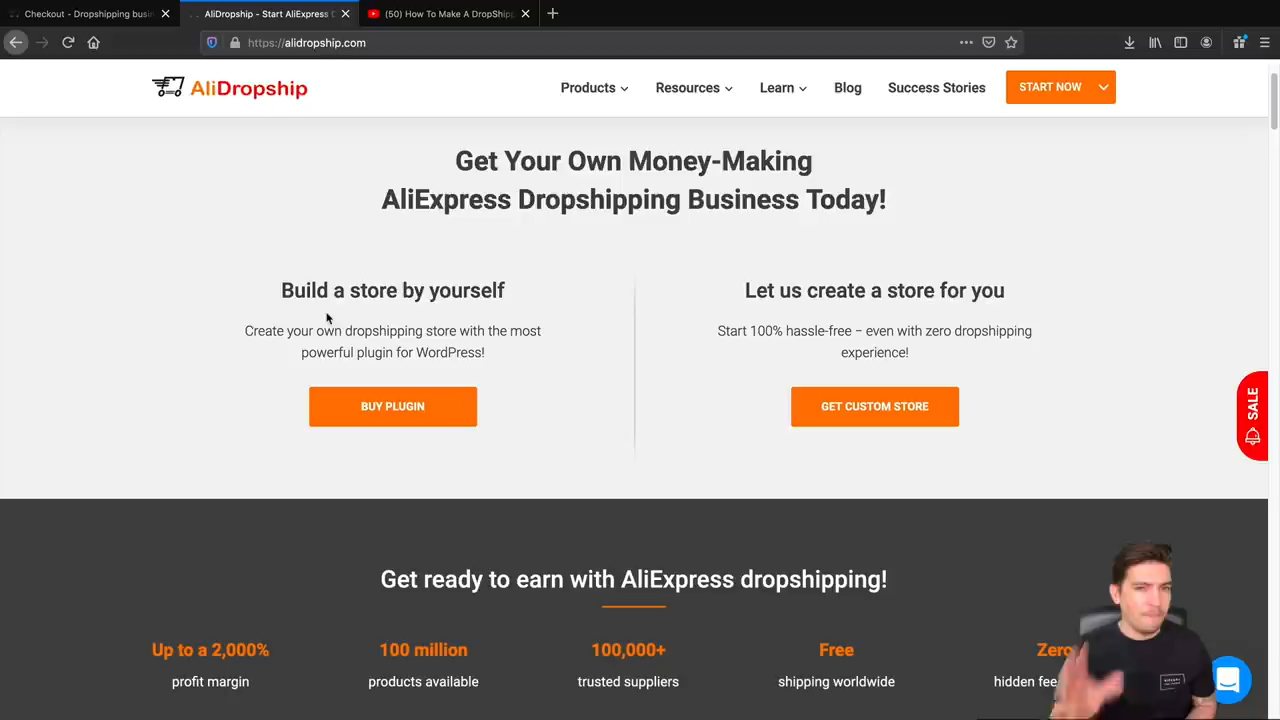 Checkout - Dropshipping busin
AliDropship - Start AliExpress D
(50) How To Make A DropShipp
https://alidropship.com
AliDropship
Products
Resources
Learn
Blog
Success Stories
START NOW
Get Your Own Money-Making
AliExpress Dropshipping Business Today!
Build a store by yourself
Create your own dropshipping store with the most
powerful plugin for WordPress!
BUY PLUGIN
Let us create a store for you
Start 100% hassle-free – even with zero dropshipping
experience!
GET CUSTOM STORE
SALE
Get ready to earn with AliExpress dropshipping!
Up to a 2,000%
profit margin
100 million
products available
100,000+
trusted suppliers
Free
shipping worldwide
Zero
hidden fee